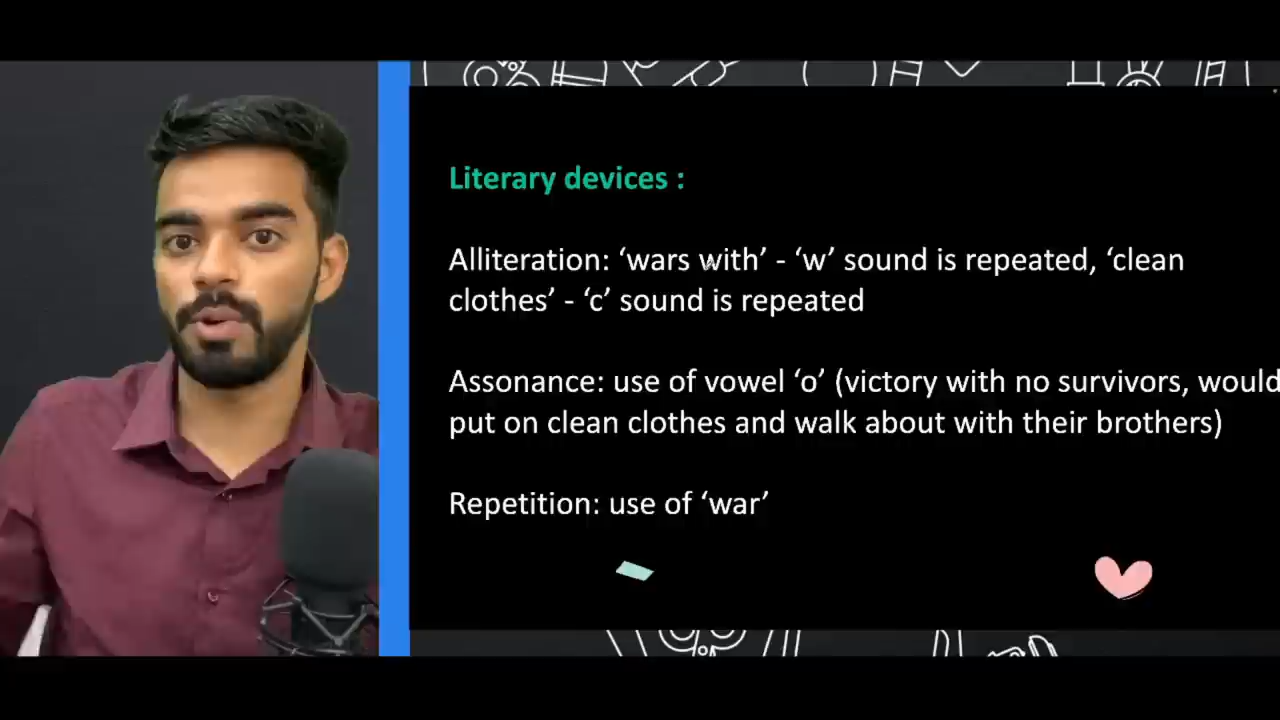 Literary devices :
Alliteration: ‘wars with’ - ‘w’ sound is repeated, ‘clean
clothes’ - ‘c’ sound is repeated
Assonance: use of vowel ‘o’ (victory with no survivors, would
put on clean clothes and walk about with their brothers)
Repetition: use of ‘war’